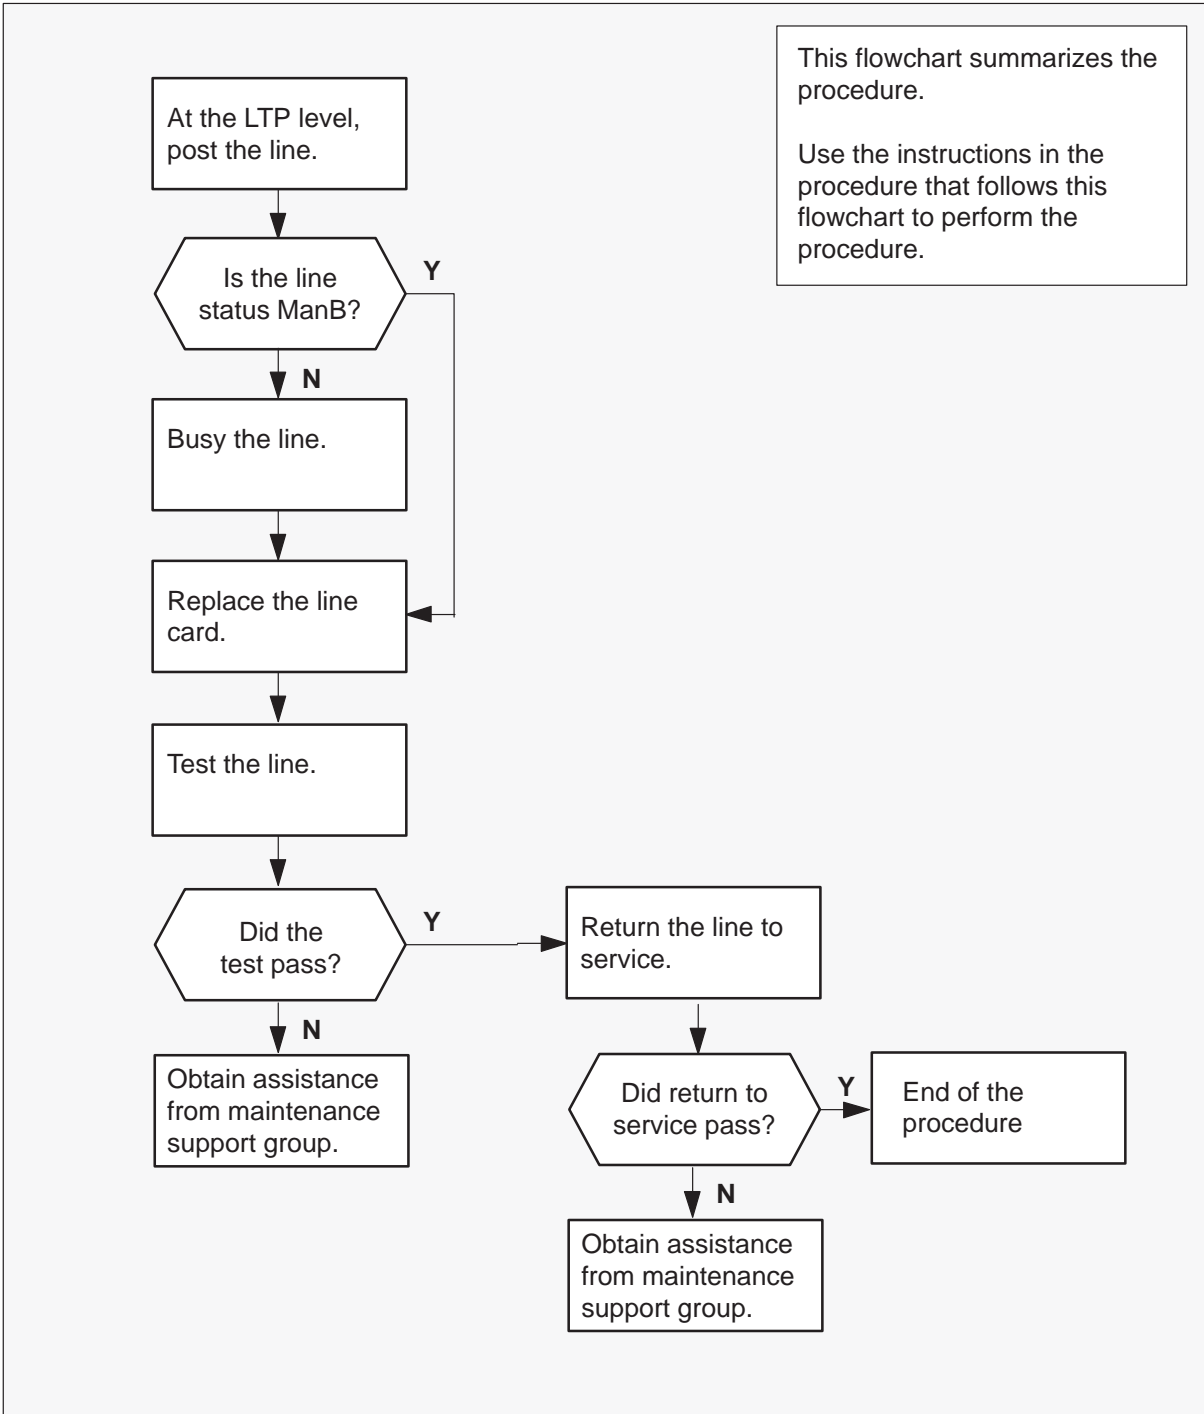 This flowchart summarizes the
procedure.
Use the instructions in the
procedure that follows this
flowchart to perform the
procedure.
At the LTP level,
post the line.
Is the line
status ManB?
Y
N
Busy the line.
Replace the line
card.
Test the line.
Did the
test pass?
Y
N
Return the line to
service.
Obtain assistance
from maintenance
support group.
Did return to
service pass?
Y
N
End of the
procedure
Obtain assistance
from maintenance
support group.